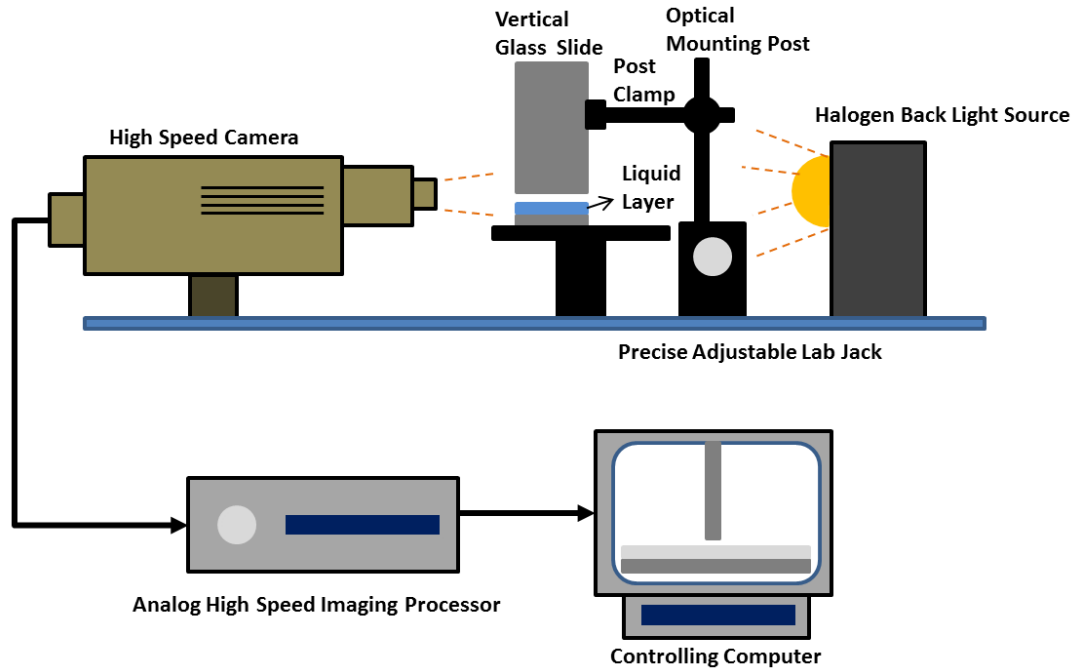 Vertical
Glass Slide
Optical
Mounting Post
Post
Clamp
Halogen Back Light Source
High Speed Camera
Liquid
Layer
Precise Adjustable Lab Jack
Analog High Speed Imaging Processor
Controlling Computer